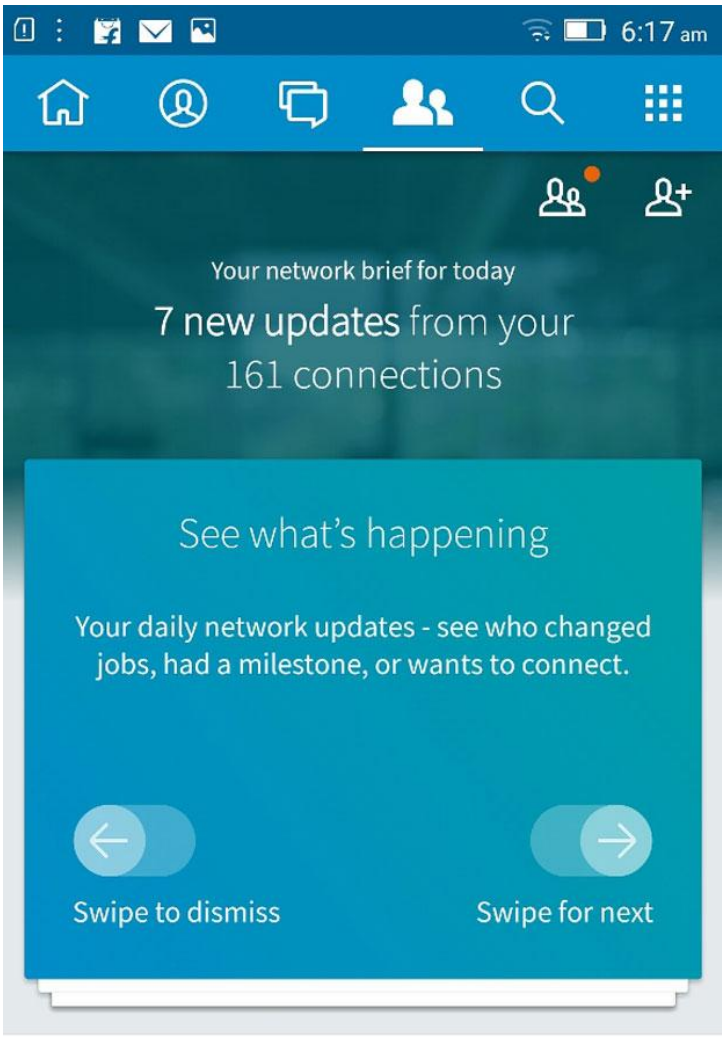 6:17 am
Your network brief for today
7 new updates from your
161 connections
See what's happening
Your daily network updates - see who changed
jobs, had a milestone, or wants to connect.
Swipe to dismiss
Swipe for next